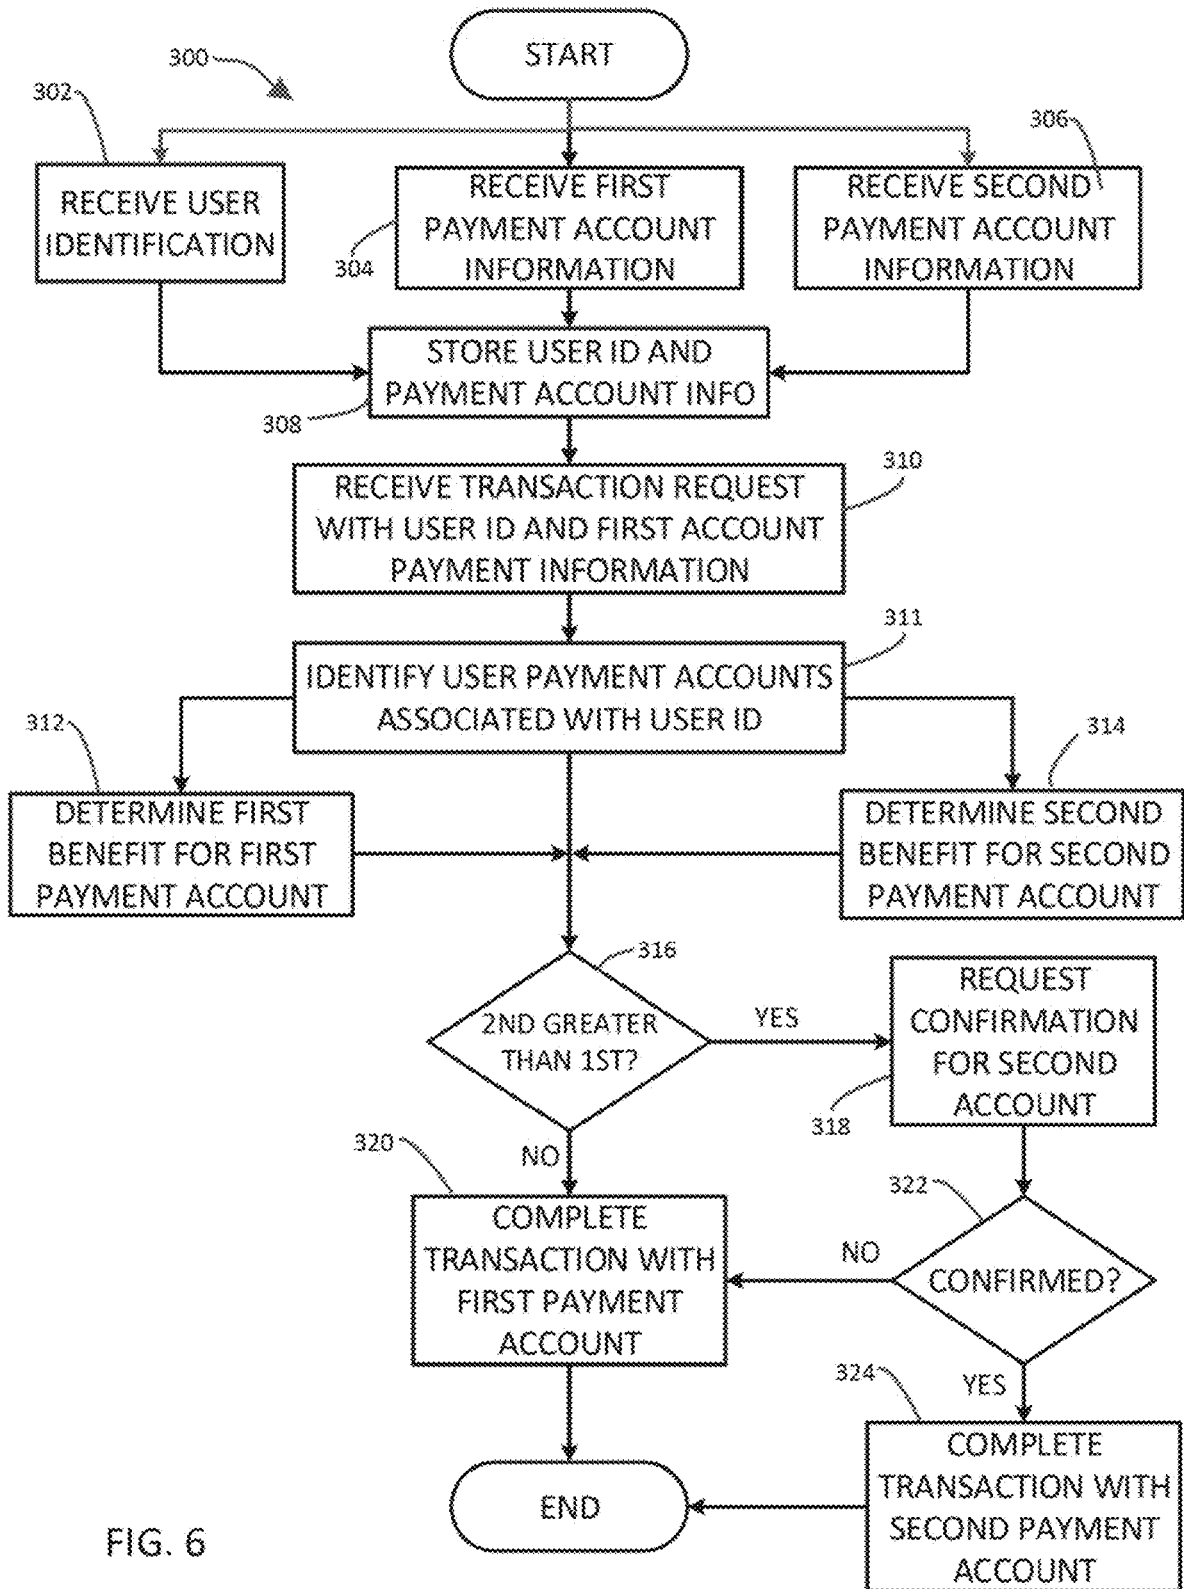 START
300
302
306
RECEIVE USER
IDENTIFICATION
RECEIVE FIRST
PAYMENT ACCOUNT
INFORMATION
304
RECEIVE SECOND
PAYMENT ACCOUNT
INFORMATION
STORE USER ID AND
PAYMENT ACCOUNT INFO
308
310
RECEIVE TRANSACTION REQUEST
WITH USER ID AND FIRST ACCOUNT
PAYMENT INFORMATION
311
IDENTIFY USER PAYMENT ACCOUNTS
ASSOCIATED WITH USER ID
312
314
DETERMINE FIRST
BENEFIT FOR FIRST
PAYMENT ACCOUNT
DETERMINE SECOND
BENEFIT FOR SECOND
PAYMENT ACCOUNT
316
2ND GREATER
THAN 1ST?
YES
REQUEST
CONFIRMATION
FOR SECOND
ACCOUNT
318
NO
320
322
COMPLETE
TRANSACTION WITH
FIRST PAYMENT
ACCOUNT
NO
CONFIRMED?
YES
324
COMPLETE
TRANSACTION WITH
SECOND PAYMENT
ACCOUNT
END
FIG. 6